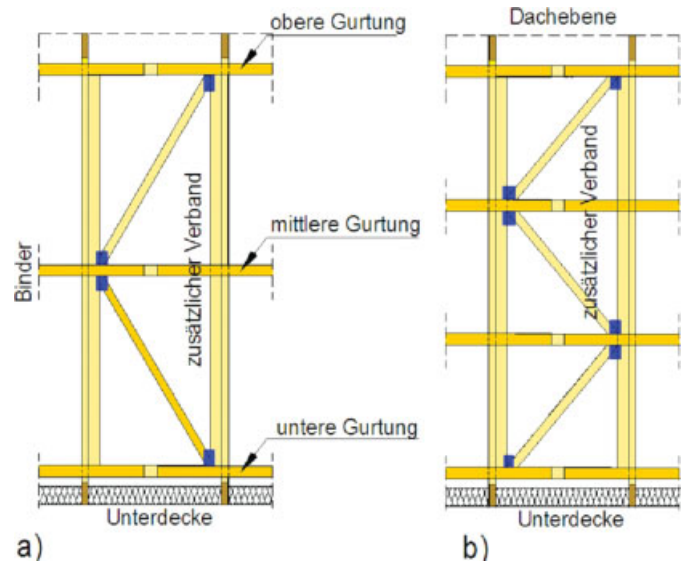 obere Gurtung
Binder
zusätzlicher Verband
mittlere Gurtung
untere Gurtung
Unterdecke
a)
Dachebene
zusätzlicher Verband
Unterdecke
b)